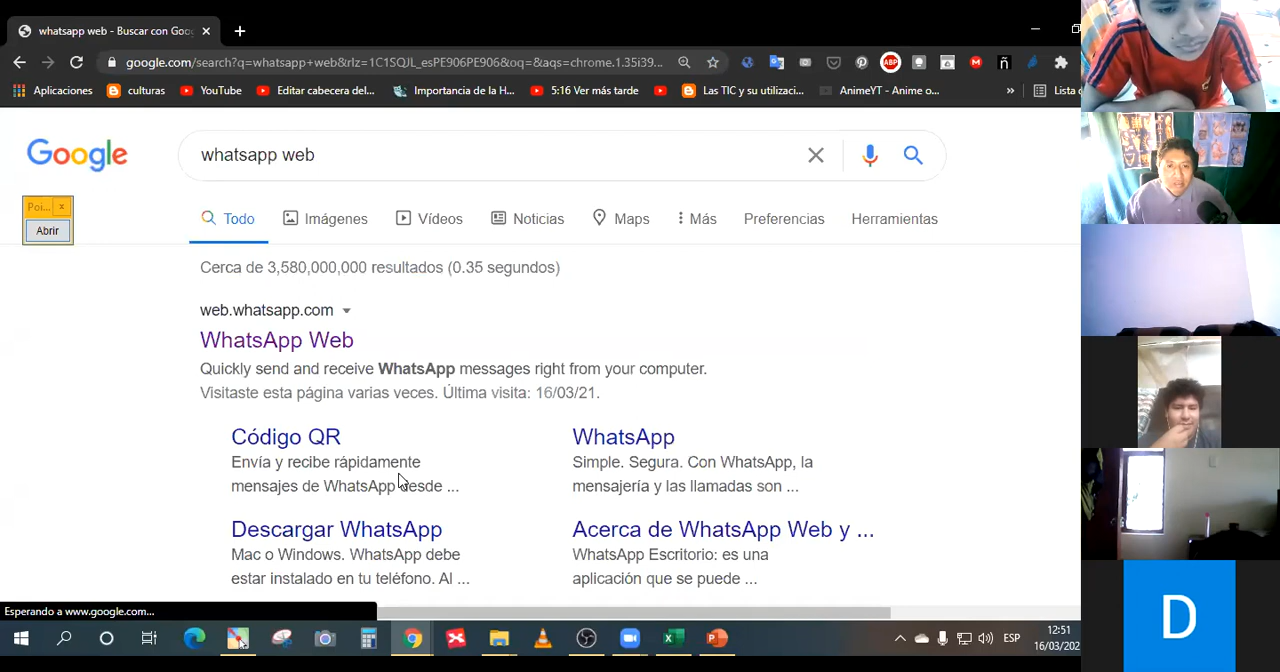 whatsapp web - Buscar con Goo
google.com/search?q=whatsapp+web&rlz=1C1SQJL_esPE906PE906&oq=&aqs=chrome.1.35i39...
Aplicaciones culturas YouTube Editar cabecera del... Importancia de la H... 5:16 Ver más tarde Las TIC y su utilizaci... AnimeYT - Anime o... » Lista
ABP
ñ
Google
whatsapp web
Poi... x
Abrir
Todo Imágenes Vídeos Noticias Maps Más Preferencias Herramientas
Cerca de 3,580,000,000 resultados (0.35 segundos)
web.whatsapp.com
WhatsApp Web
Quickly send and receive WhatsApp messages right from your computer.
Visitaste esta página varias veces. Última visita: 16/03/21.
Código QR
Envía y recibe rápidamente
mensajes de WhatsApp desde ...
WhatsApp
Simple. Segura. Con WhatsApp, la
mensajería y las llamadas son ...
Descargar WhatsApp
Mac o Windows. WhatsApp debe
estar instalado en tu teléfono. Al ...
Acerca de WhatsApp Web y ...
WhatsApp Escritorio: es una
aplicación que se puede ...
Esperando a www.google.com...
ESP
12:51
16/03/202
D